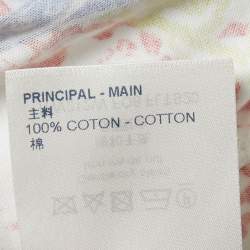 PRINCIPAL - MAIN
主料
100% COTON - COTTON
棉